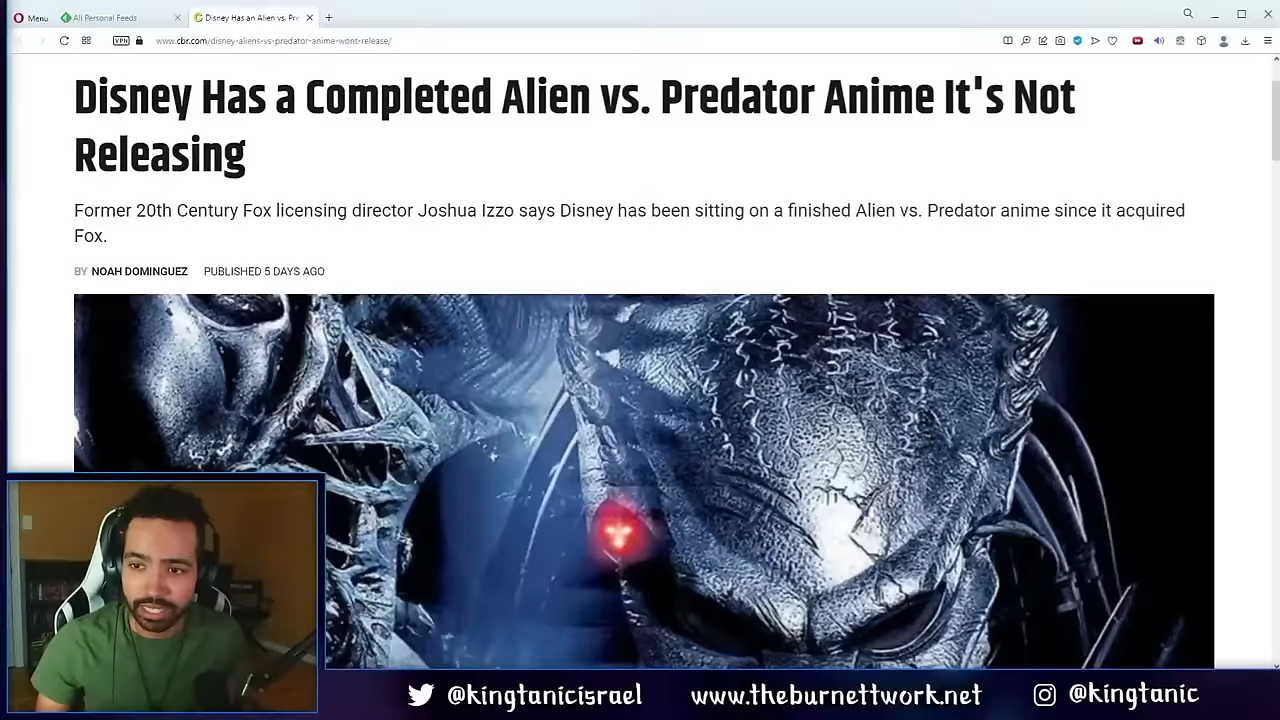 Menu
All Personal Feeds
Disney Has an Alien vs. Pre
VPN
www.cbr.com/disney-aliens-vs-predator-anime-wont-release/
Disney Has a Completed Alien vs. Predator Anime It's Not
Releasing
Former 20th Century Fox licensing director Joshua Izzo says Disney has been sitting on a finished Alien vs. Predator anime since it acquired
Fox.
BY NOAH DOMINGUEZ PUBLISHED 5 DAYS AGO
@kingtanicisrael www.theburnettwork.net @kingtanic